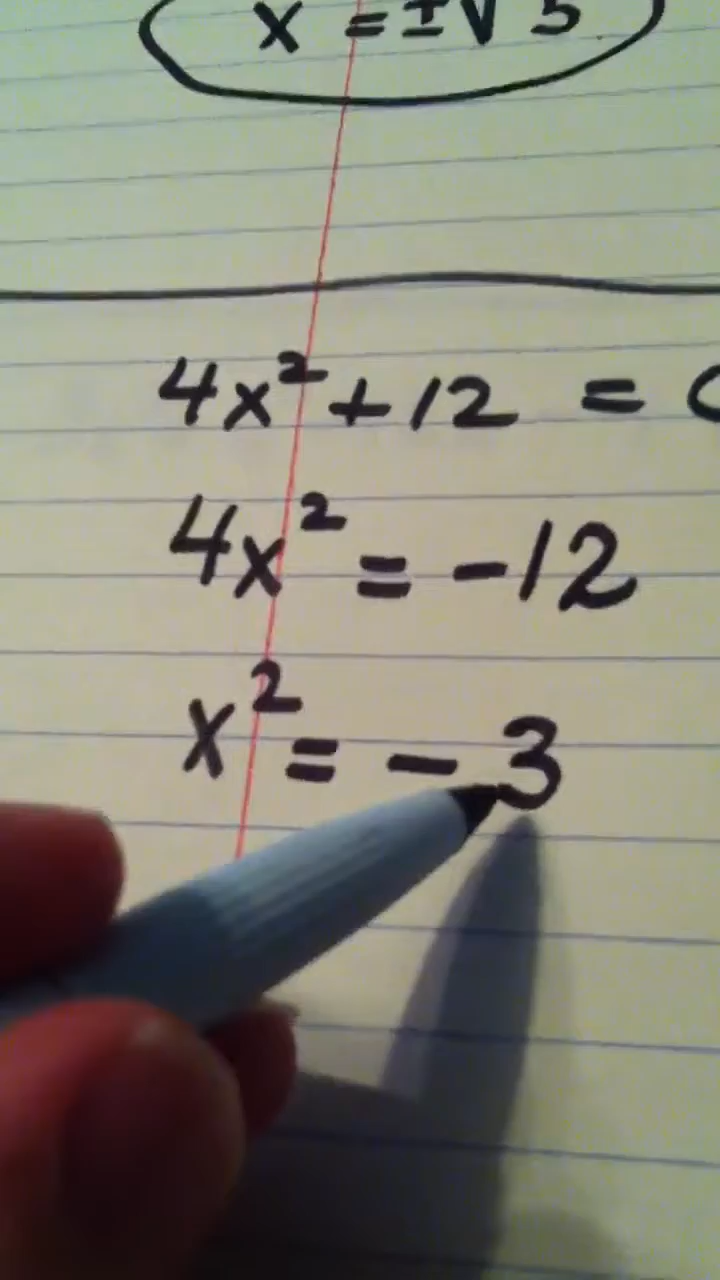 x = ±√5
4x² + 12 =
4x² = -12
x² = -3